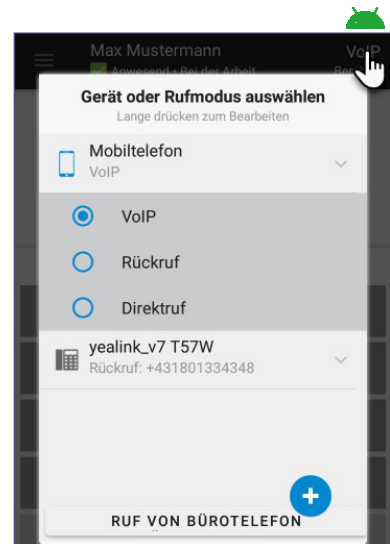 Max Mustermann
VoIP
Anwesend • Bei der Arbeit
Ber
Gerät oder Rufmodus auswählen
Lange drücken zum Bearbeiten
Mobiltelefon
VoIP
VoIP
Rückruf
Direktruf
yealink_v7 T57W
Rückruf: +431801334348
RUF VON BÜROTELEFON